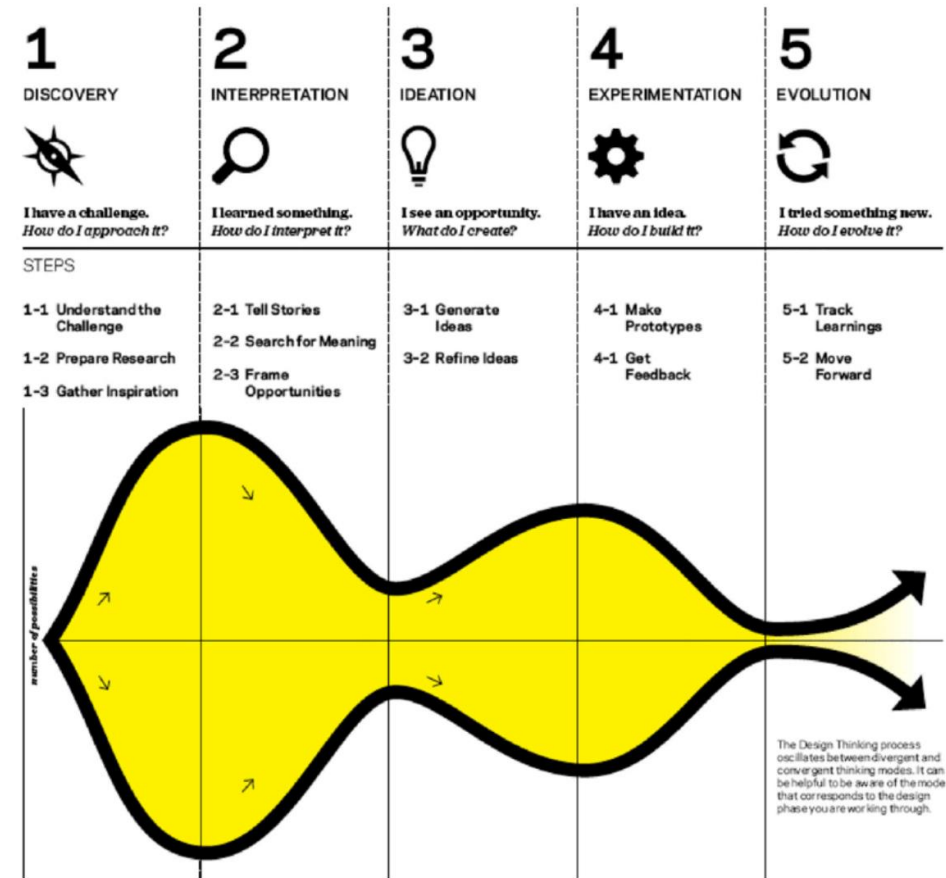 1
DISCOVERY
I have a challenge.
How do I approach it?
2
INTERPRETATION
I learned something.
How do I interpret it?
3
IDEATION
I see an opportunity.
What do I create?
4
EXPERIMENTATION
I have an idea.
How do I build it?
5
EVOLUTION
I tried something new.
How do I evolve it?
STEPS
1-1 Understand the
Challenge
1-2 Prepare Research
1-3 Gather Inspiration
2-1 Tell Stories
2-2 Search for Meaning
2-3 Frame
Opportunities
3-1 Generate
Ideas
3-2 Refine Ideas
4-1 Make
Prototypes
4-1 Get
Feedback
5-1 Track
Learnings
5-2 Move
Forward
number of possibilities
The Design Thinking process
oscillates between divergent and
convergent thinking modes. It can
be helpful to be aware of the mode
that corresponds to the design
phase you are working through.